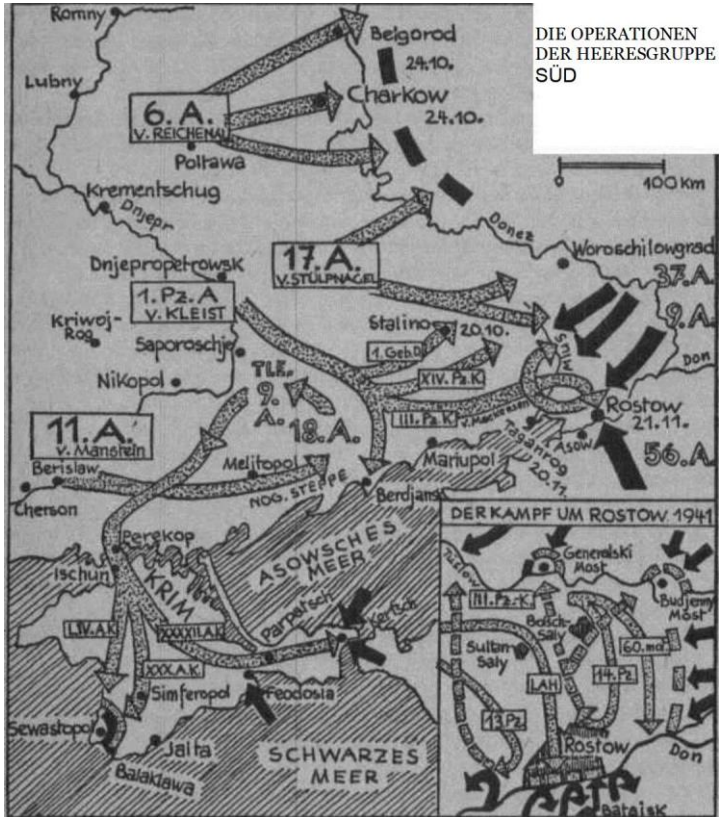 DIE OPERATIONEN
DER HEERESGRUPPE
SÜD
0 100 Km
Romny
Lubny
Belgorod
24.10.
Charkow
24.10.
6. A.
V. REICHENAU
Poltawa
Krementschug
Dnjepr
Donez
Woroschilowgrad
Dnjepropetrowsk
17. A.
V. STÜLPNAGEL
37. A.
9. A.
1. Pz. A
V. KLEIST
Kriwoj-
Rog
Saporoschje
Stalino
20.10.
1. Geb. D.
Mius
Don
Nikopol
TLE.
9.
A.
18. A.
XIV. Pz. K
III. Pz. K
v. Mackensen
Rostow
21.11.
56. A.
11. A.
v. Manstein
Berislaw
Cherson
Melitopol
NOG. STEPPE
Mariupol
Taganrog
20.11.
Asow
Berdjansk
Perekop
Ischun
KRIM
ASOWSCHES
MEER
Parpatsch
Kertsch
LIV. A.K
XXXXII. A.K
XXX. A.K
Simferopol
Feodosia
Sewastopol
Jalta
Balaklawa
SCHWARZES
MEER
DER KAMPF UM ROSTOW 1941
Tuzlow
Generalski
Most
Budjenny
Most
III. Pz.-K.
Sultan
Saly
60. mot.
LAH
14. Pz
13. Pz
Rostow
Don
Bataisk